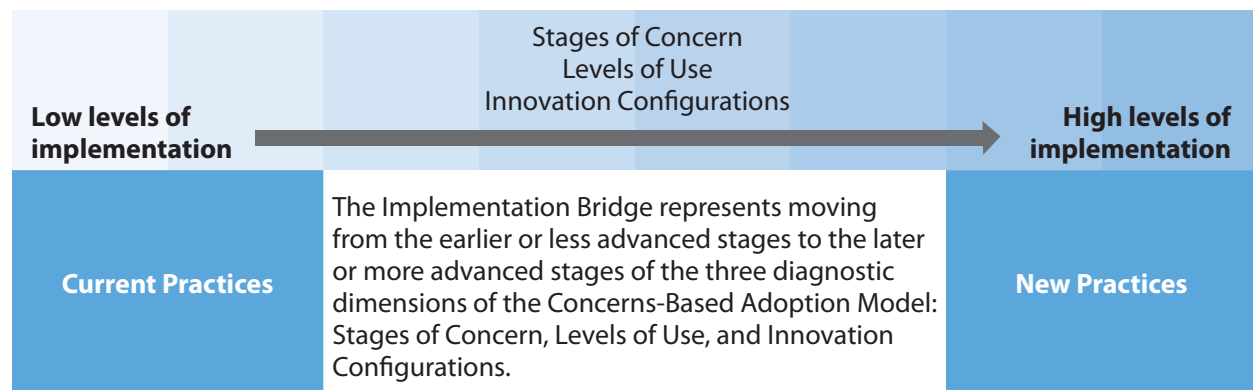 Stages of Concern
Levels of Use
Innovation Configurations
Low levels of
implementation
High levels of
implementation
Current Practices
The Implementation Bridge represents moving
from the earlier or less advanced stages to the later
or more advanced stages of the three diagnostic
dimensions of the Concerns-Based Adoption Model:
Stages of Concern, Levels of Use, and Innovation
Configurations.
New Practices